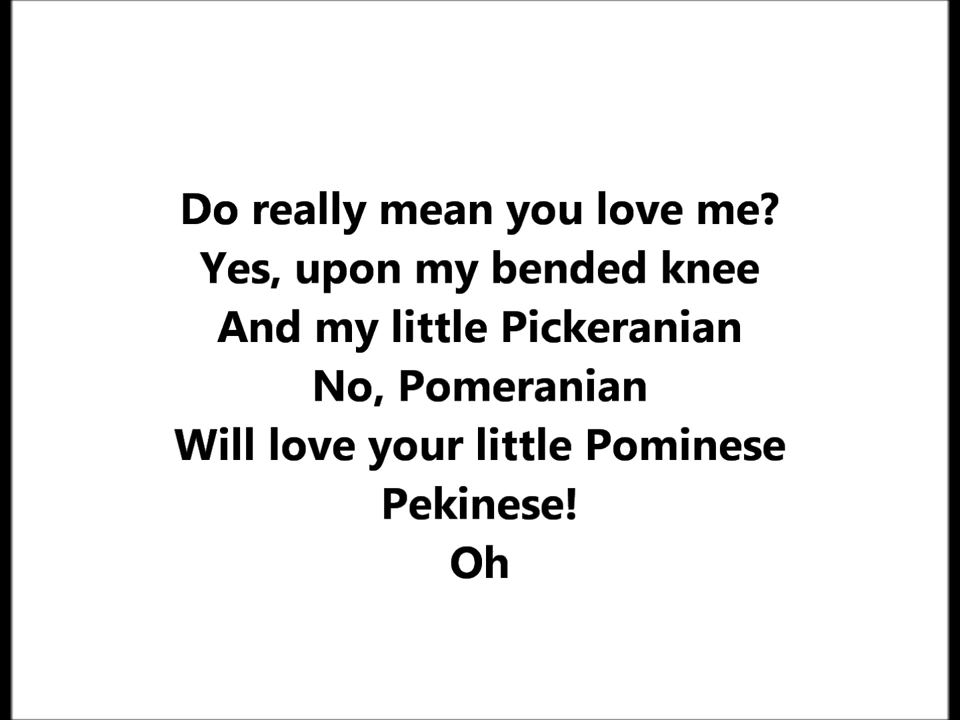 Do really mean you love me?
Yes, upon my bended knee
And my little Pickeranian
No, Pomeranian
Will love your little Pominese
Pekinese!
Oh